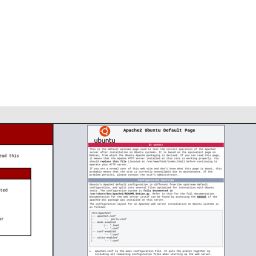 Apache2 Ubuntu Default Page
ubuntu
It works!
This is the default welcome page used to test the correct operation of the Apache2
server after installation on Ubuntu systems. It is based on the equivalent page on
Debian, from which the Ubuntu Apache packaging is derived. If you can read this page,
it means that the Apache HTTP server installed at this site is working properly. You
should replace this file (located at /var/www/html/index.html) before continuing to
operate your HTTP server.
If you are a normal user of this web site and don't know what this page is about, this
probably means that the site is currently unavailable due to maintenance. If the
problem persists, please contact the site's administrator.
Configuration Overview
Ubuntu's Apache2 default configuration is different from the upstream default
configuration, and split into several files optimized for interaction with Ubuntu
tools. The configuration system is fully documented in
/usr/share/doc/apache2/README.Debian.gz. Refer to this for the full
documentation. Documentation for the web server itself can be found by accessing the manual if the
apache2-doc package was installed on this server.
The configuration layout for an Apache2 web server installation on Ubuntu systems is
as follows:
/etc/apache2/
|-- apache2.conf
| `-- ports.conf
|-- mods-enabled
| |-- *.load
| `-- *.conf
|-- conf-enabled
| `-- *.conf
|-- sites-enabled
| `-- *.conf
apache2.conf is the main configuration file. It puts the pieces together by
including all remaining configuration files when starting up the web server.
ead this
or